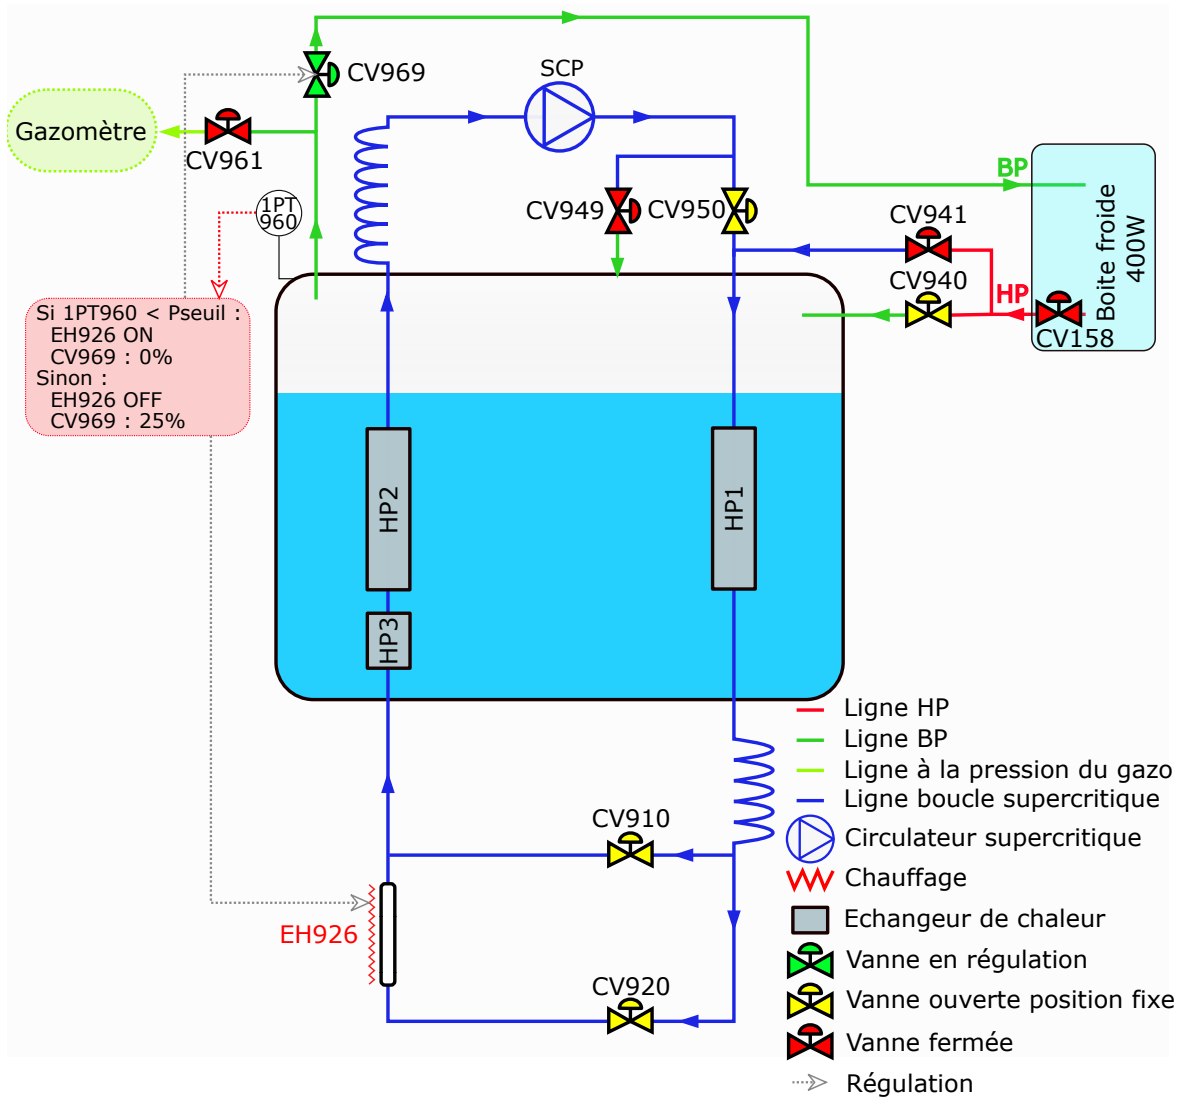 SCP
CV969
Gazomètre
CV961
1PT
960
CV949
CV950
BP
CV941
CV940
HP
CV158
Boite froide
400W
Si 1PT960 < Pseuil :
EH926 ON
CV969 : 0%
Sinon :
EH926 OFF
CV969 : 25%
HP2
HP1
HP3
CV910
EH926
CV920
Ligne HP
Ligne BP
Ligne à la pression du gazo
Ligne boucle supercritique
Circulateur supercritique
Chauffage
Echangeur de chaleur
Vanne en régulation
Vanne ouverte position fixe
Vanne fermée
Régulation